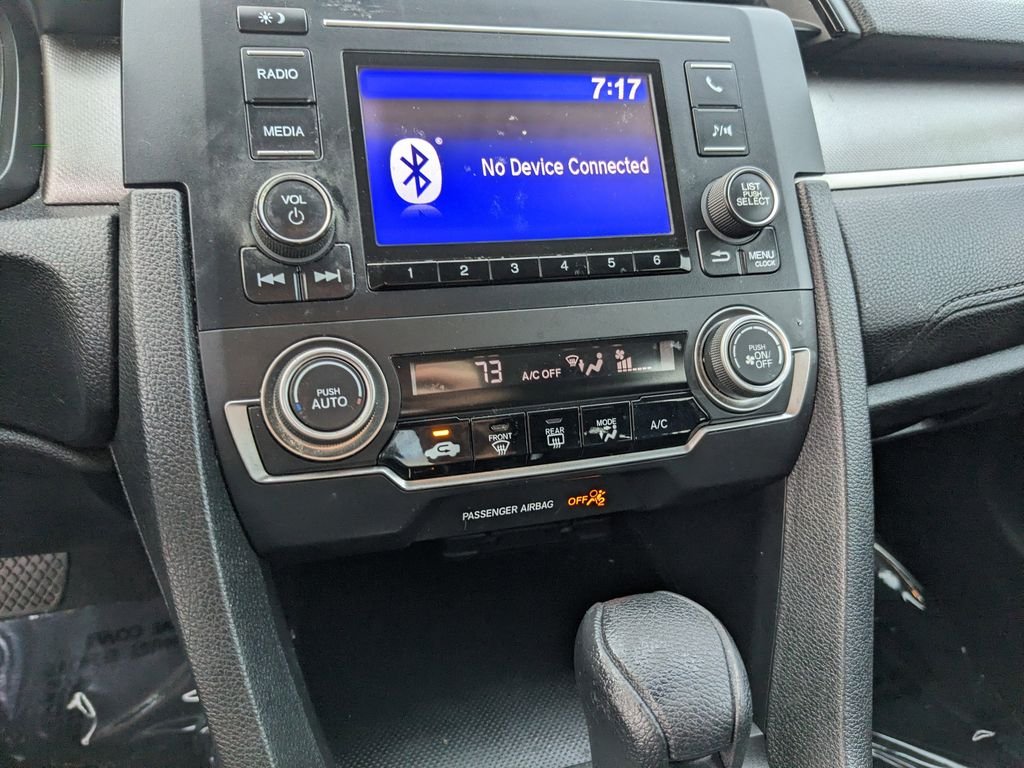 7:17
RADIO
MEDIA
No Device Connected
VOL
LIST
PUSH
SELECT
MENU
CLOCK
1 2 3 4 5 6
PUSH
AUTO
73
A/C OFF
PUSH
ON/
OFF
FRONT
REAR
MODE
A/C
PASSENGER AIRBAG
OFF
2